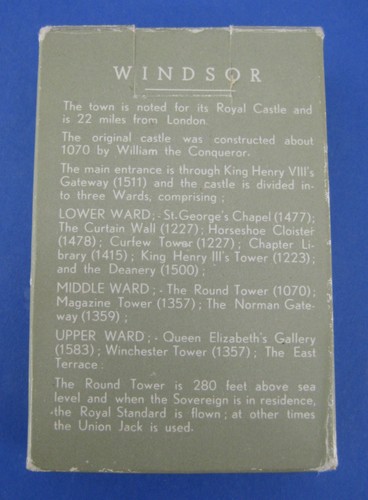 WINDSOR
The town is noted for its Royal Castle and
is 22 miles from London.
The original castle was constructed about
1070 by William the Conqueror.
The main entrance is through King Henry VIII's
Gateway (1511) and the castle is divided in-
to three Wards, comprising ;
LOWER WARD ; - St. George's Chapel (1477) ;
The Curtain Wall (1227) ; Horseshoe Cloister
(1478) ; Curfew Tower (1227) ; Chapter Li-
brary (1415) ; King Henry III's Tower (1223) ;
and the Deanery (1500) ;
MIDDLE WARD ; - The Round Tower (1070) ;
Magazine Tower (1357) ; The Norman Gate-
way (1359) ;
UPPER WARD ; - Queen Elizabeth's Gallery
(1583) ; Winchester Tower (1357) ; The East
Terrace :
The Round Tower is 280 feet above sea
level and when the Sovereign is in residence,
the Royal Standard is flown ; at other times
the Union Jack is used.